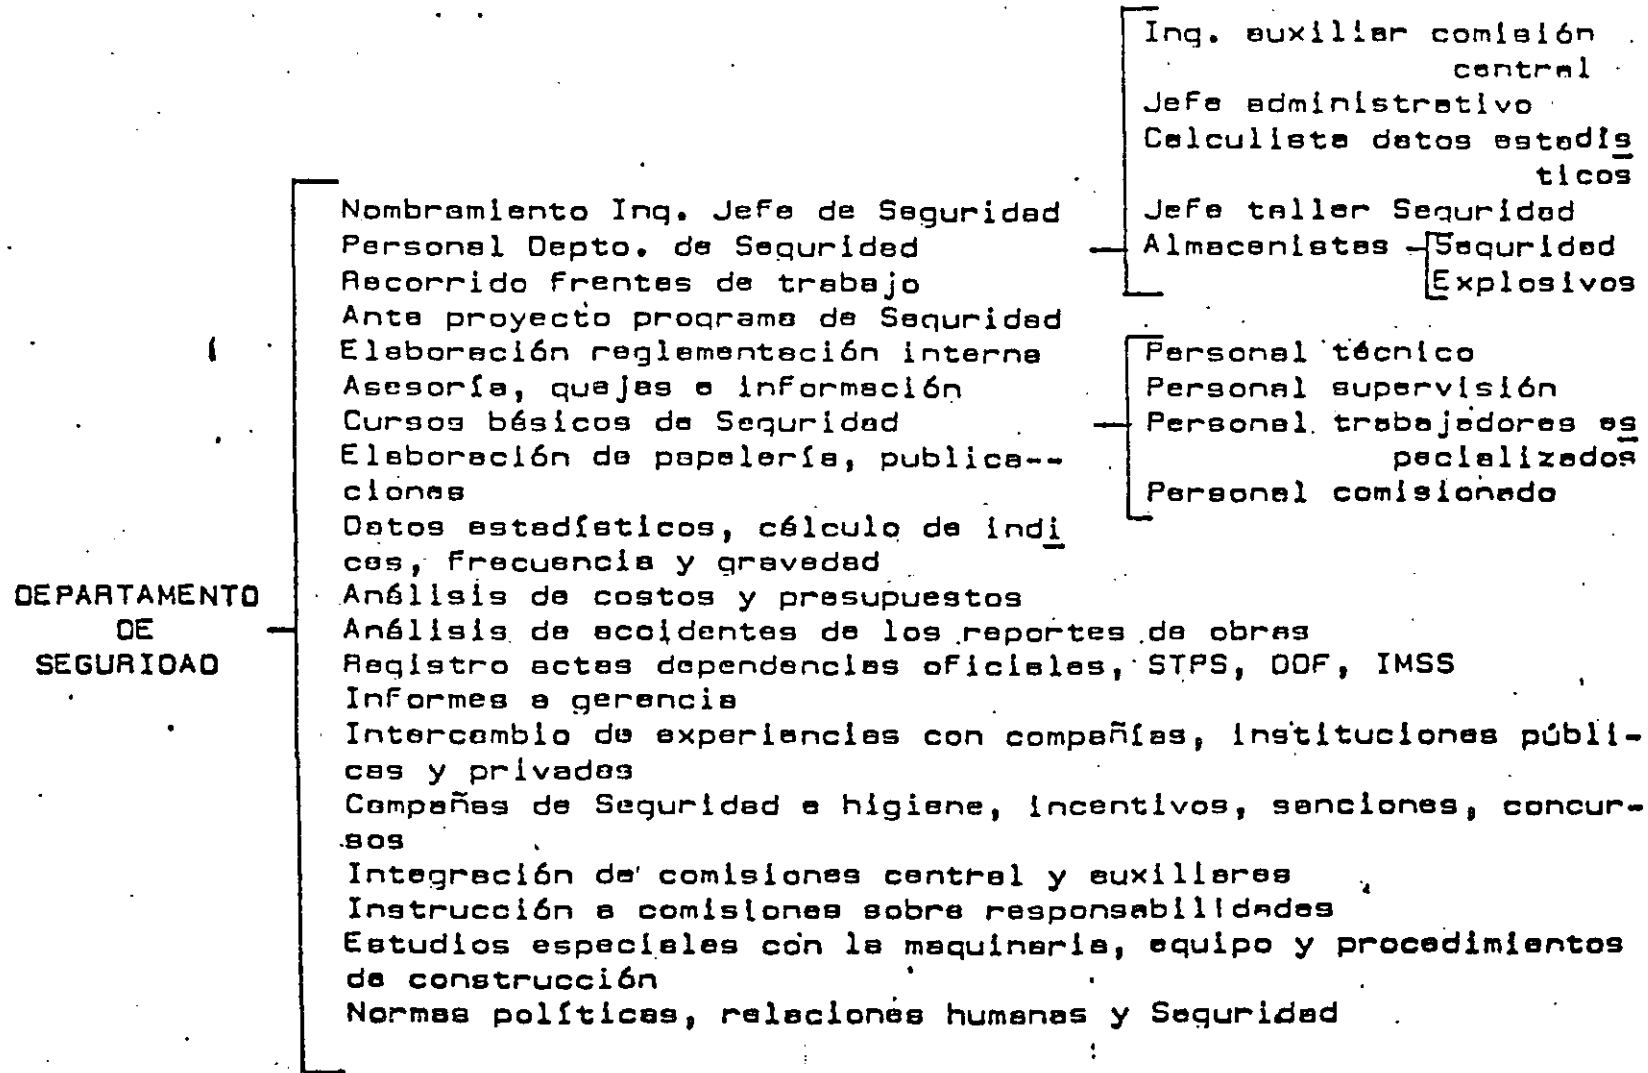 DEPARTAMENTO
DE
SEGURIDAD
Nombramiento Ing. Jefe de Seguridad
Personal Depto. de Seguridad
Recorrido frentes de trabajo
Ante proyecto programa de Seguridad
Elaboración reglamentación interna
Asesoría, quejas e información
Cursos básicos de Seguridad
Elaboración de papelería, publica--
ciones
Datos estadísticos, cálculo de indi
ces, frecuencia y gravedad
Análisis de costos y presupuestos
Análisis de accidentes de los reportes de obras
Registro actas dependencias oficiales, STPS, DDF, IMSS
Informes a gerencia
Intercambio de experiencias con compañías, instituciones públi-
cas y privadas
Campañas de Seguridad e higiene, incentivos, sanciones, concur-
sos
Integración de comisiones central y auxiliares
Instrucción a comisiones sobre responsabilidades
Estudios especiales con la maquinaria, equipo y procedimientos
de construcción
Normas políticas, relaciones humanas y Seguridad
Ing. auxiliar comisión
central
Jefe administrativo
Calculista datos estadís
ticos
Jefe taller Seguridad
Almacenistas
Seguridad
Explosivos
Personal técnico
Personal supervisión
Personal trabajadores es
pecializados
Personal comisionado